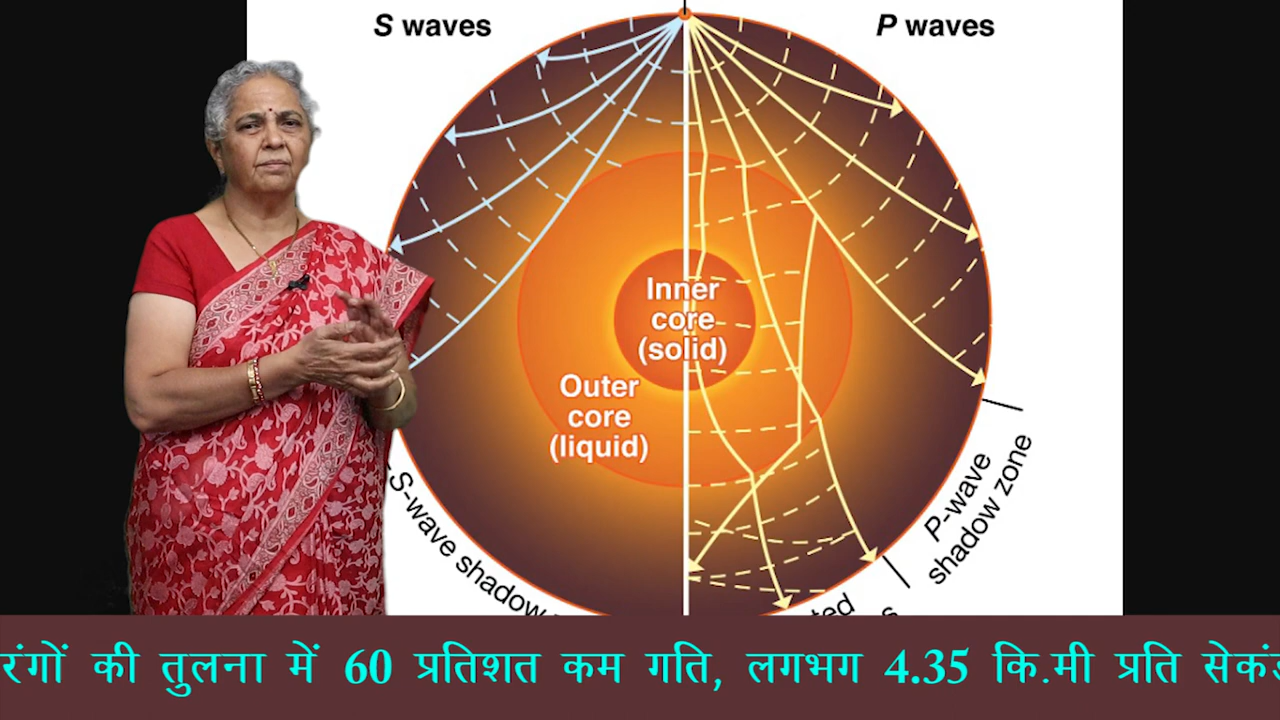 S waves
P waves
Inner
core
(solid)
Outer
core
(liquid)
P-wave
shadow zone
S-wave shadow
की तुलना में 60 प्रतिशत कम गति, लगभग 4.35 कि.मी प्रति